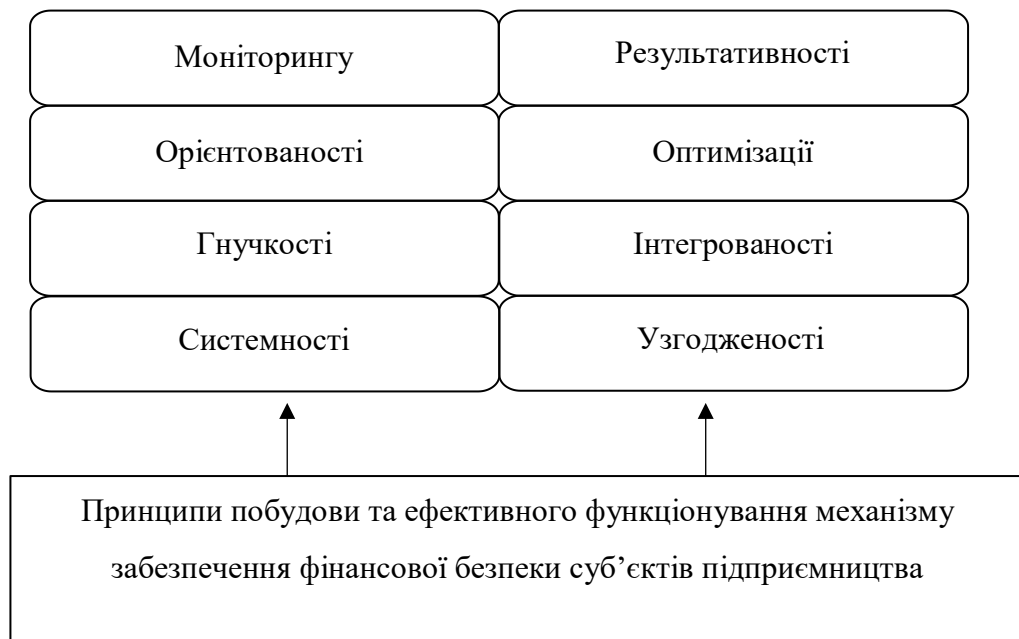 Моніторингу
Результативності
Орієнтованості
Оптимізації
Гнучкості
Інтегрованості
Системності
Узгодженості
Принципи побудови та ефективного функціонування механізму
забезпечення фінансової безпеки суб’єктів підприємництва